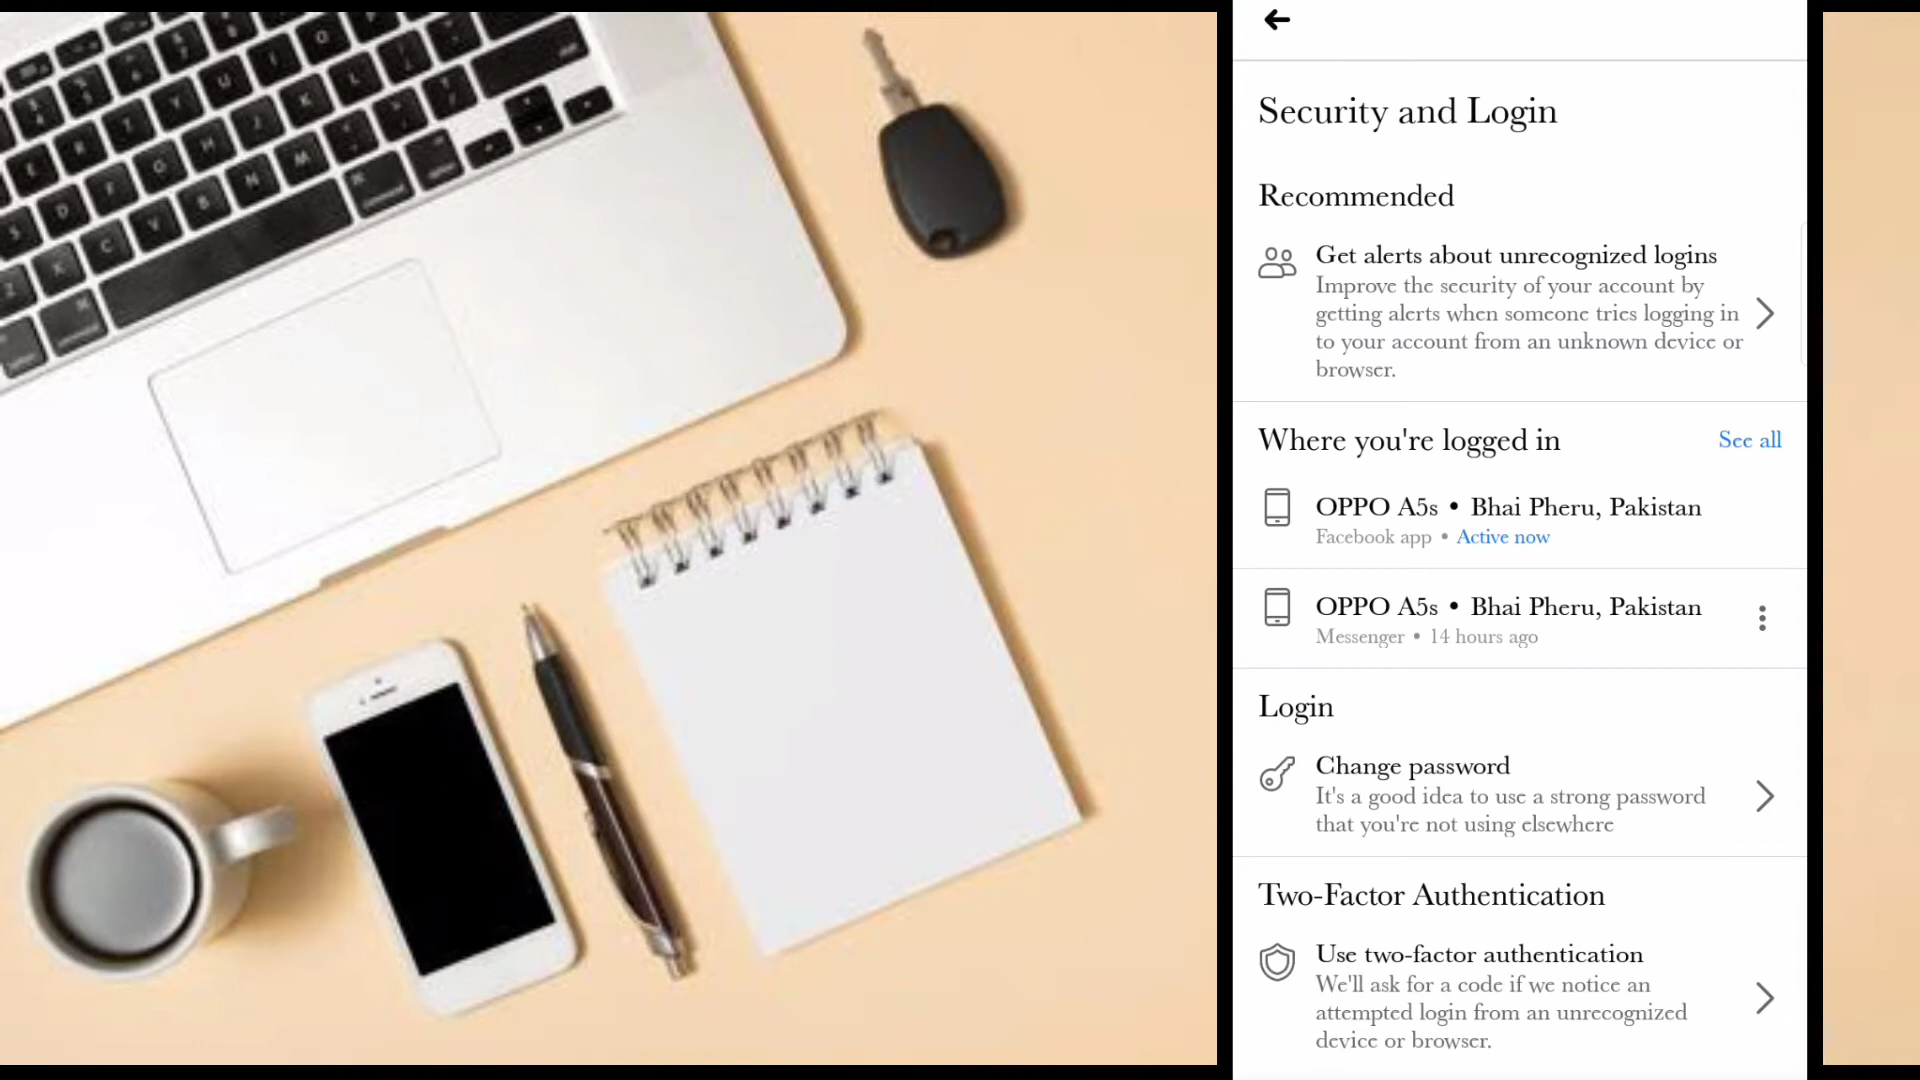 Security and Login
Recommended
Get alerts about unrecognized logins
Improve the security of your account by
getting alerts when someone tries logging in
to your account from an unknown device or
browser.
Where you're logged in
See all
OPPO A5s • Bhai Pheru, Pakistan
Facebook app • Active now
OPPO A5s • Bhai Pheru, Pakistan
Messenger • 14 hours ago
Login
Change password
It's a good idea to use a strong password
that you're not using elsewhere
Two-Factor Authentication
Use two-factor authentication
We'll ask for a code if we notice an
attempted login from an unrecognized
device or browser.